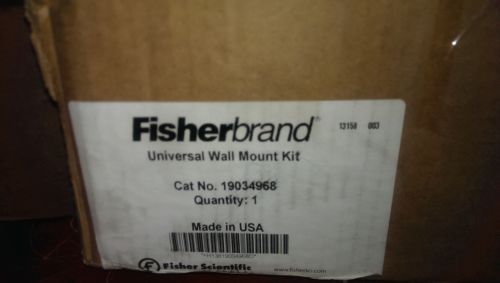 Fisherbrand® 13158 003
Universal Wall Mount Kit
Cat No. 19034968
Quantity: 1
Made in USA
Fisher Scientific